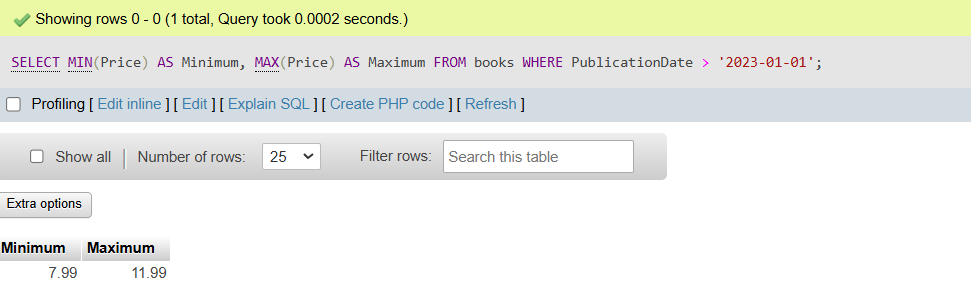 Showing rows 0 - 0 (1 total, Query took 0.0002 seconds.)
SELECT MIN(Price) AS Minimum, MAX(Price) AS Maximum FROM books WHERE PublicationDate > '2023-01-01';
Profiling [ Edit inline ] [ Edit ] [ Explain SQL ] [ Create PHP code ] [ Refresh ]
Show all | Number of rows: 25 Filter rows: Search this table
Extra options
Minimum Maximum
7.99 11.99